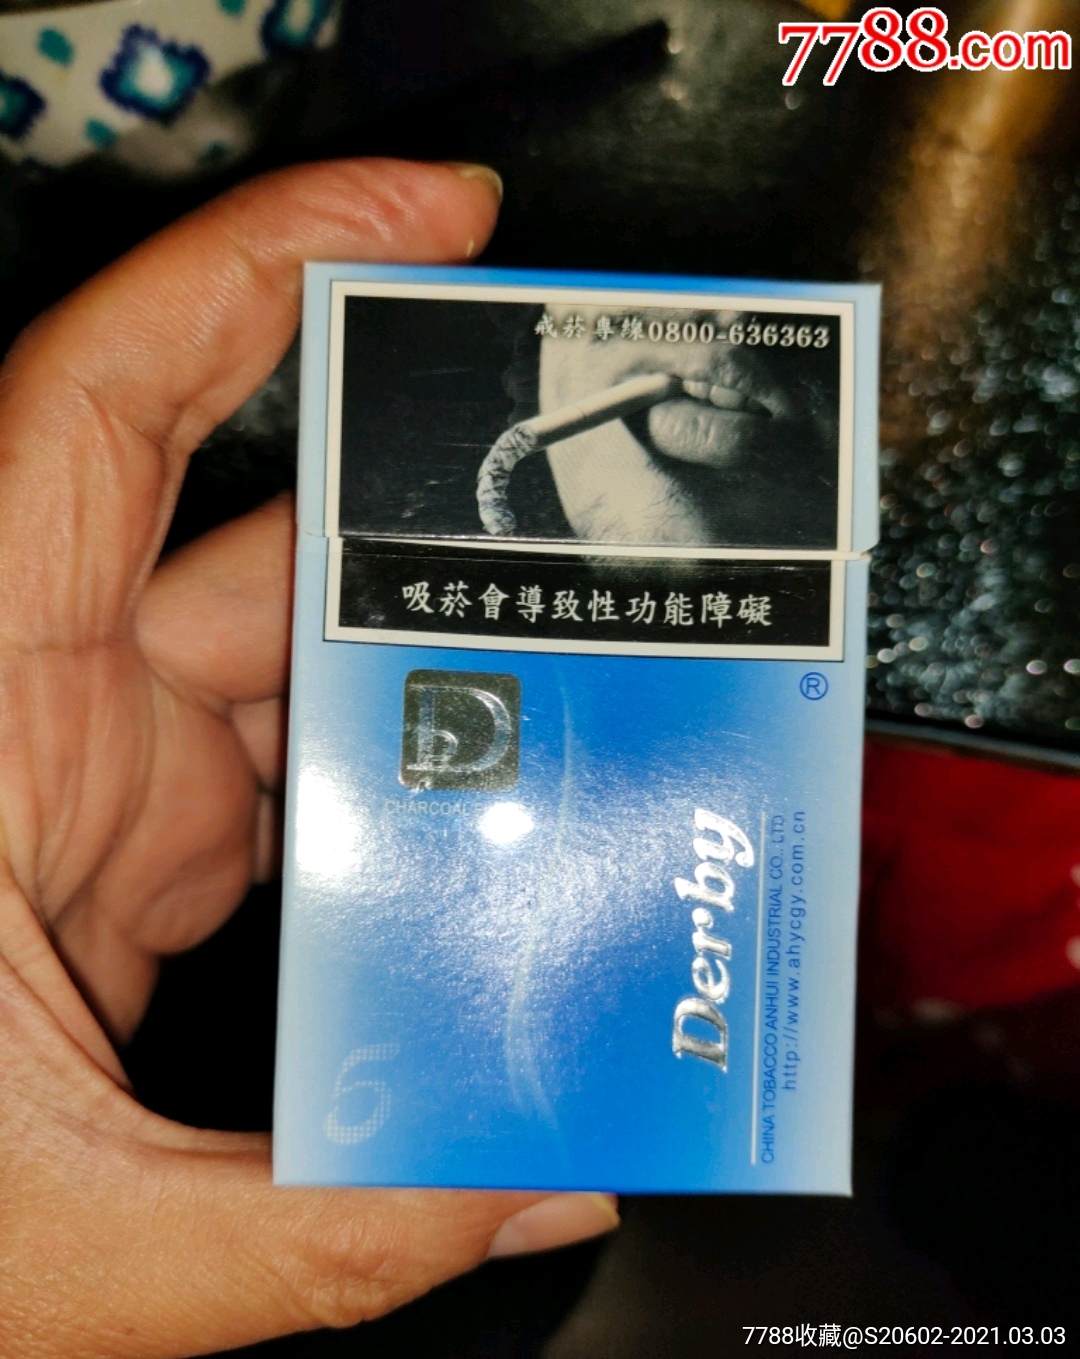 7788.com
戒菸專線0800-636363
吸菸會導致性功能障礙
®
D
CHARCOAL
Derby
CHINA TOBACCO ANHUI INDUSTRIAL CO., LTD.
http://www.ahycgy.com.cn
6
7788收藏@S20602-2021.03.03